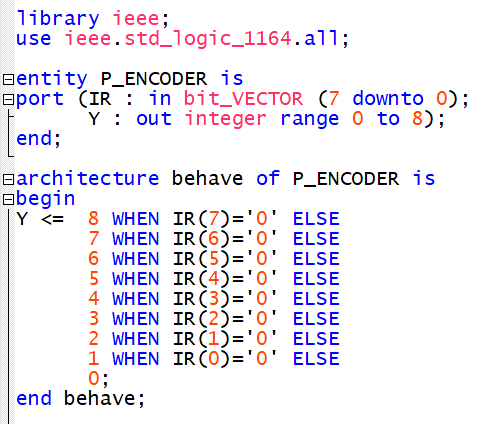 library ieee;
use ieee.std_logic_1164.all;
entity P_ENCODER is
port (IR : in bit_VECTOR (7 downto 0);
Y : out integer range 0 to 8);
end;
architecture behave of P_ENCODER is
begin
Y <= 8 WHEN IR(7)='0' ELSE
7 WHEN IR(6)='0' ELSE
6 WHEN IR(5)='0' ELSE
5 WHEN IR(4)='0' ELSE
4 WHEN IR(3)='0' ELSE
3 WHEN IR(2)='0' ELSE
2 WHEN IR(1)='0' ELSE
1 WHEN IR(0)='0' ELSE
0;
end behave;